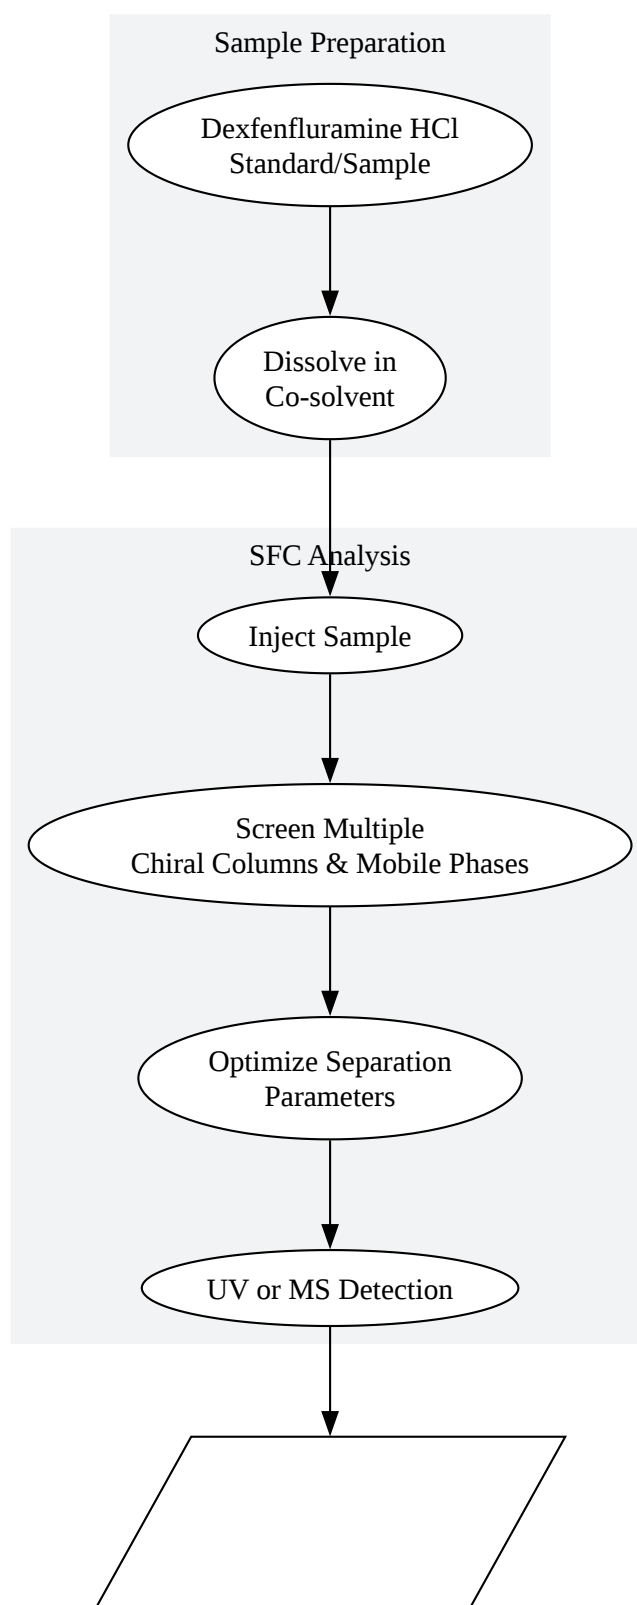 Sample Preparation
Dexfenfluramine HCl
Standard/Sample
Dissolve in
Co-solvent
SFC Analysis
Inject Sample
Screen Multiple
Chiral Columns & Mobile Phases
Optimize Separation
Parameters
UV or MS Detection